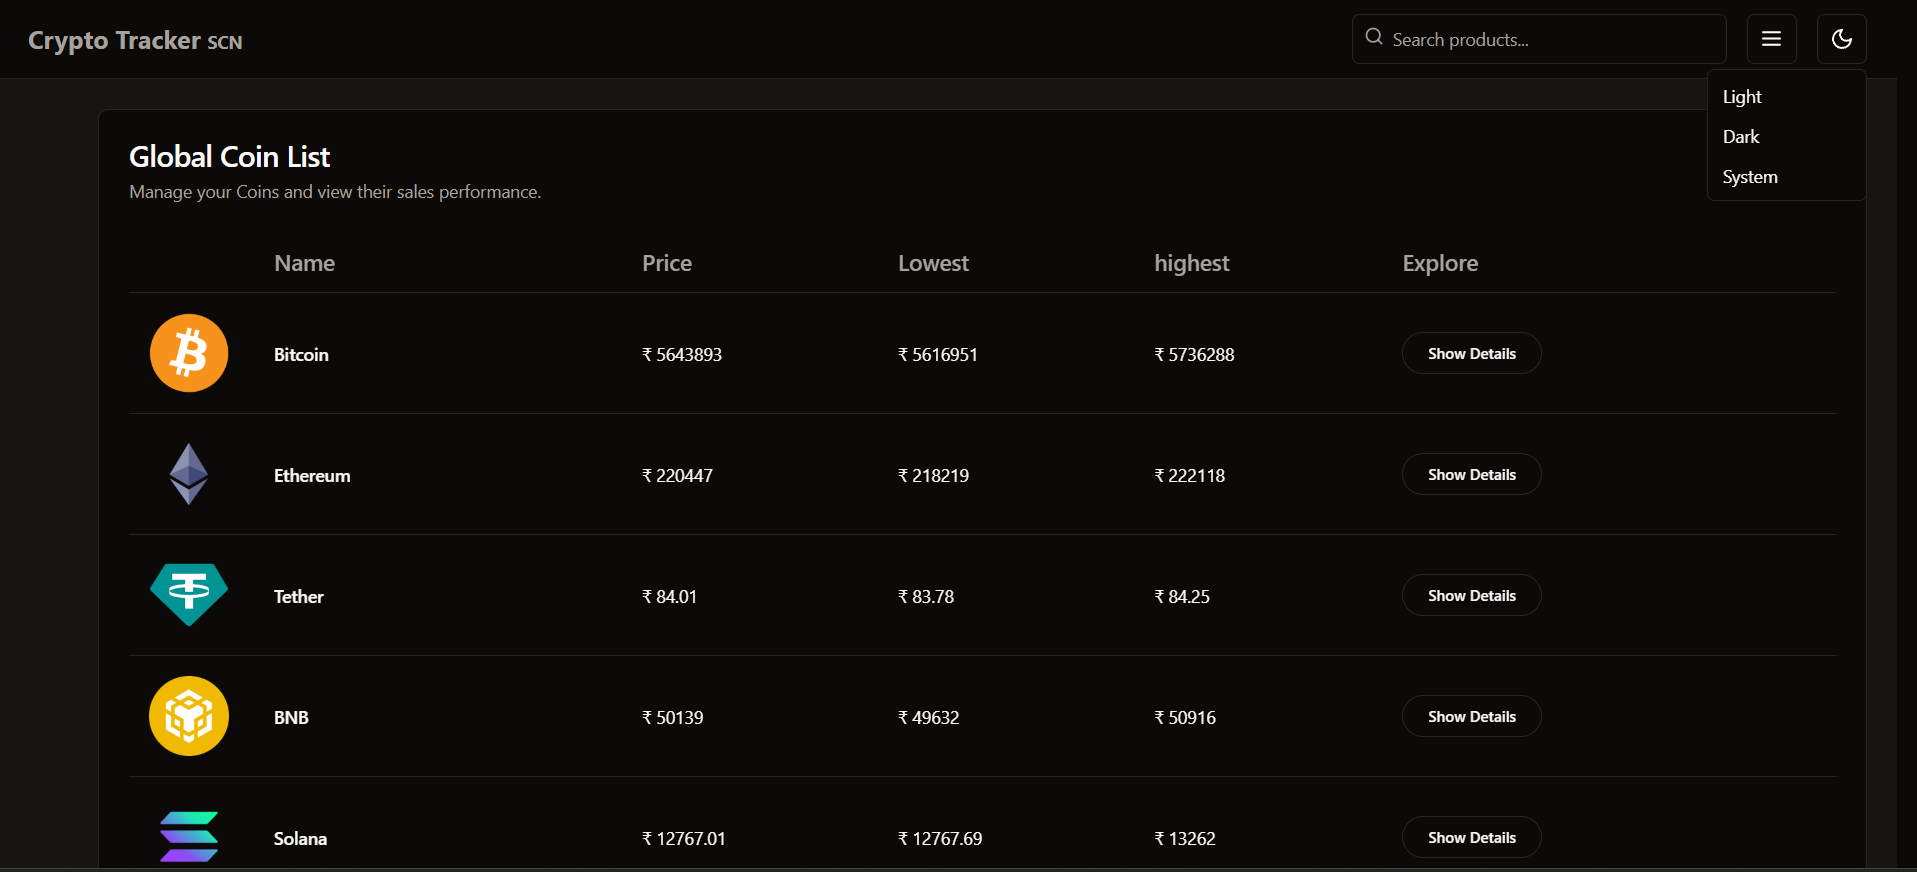 Crypto Tracker SCN
Search products...
Light
Dark
System
Global Coin List
Manage your Coins and view their sales performance.
Name Price Lowest highest Explore
Bitcoin ₹ 5643893 ₹ 5616951 ₹ 5736288 Show Details
Ethereum ₹ 220447 ₹ 218219 ₹ 222118 Show Details
Tether ₹ 84.01 ₹ 83.78 ₹ 84.25 Show Details
BNB ₹ 50139 ₹ 49632 ₹ 50916 Show Details
Solana ₹ 12767.01 ₹ 12767.69 ₹ 13262 Show Details